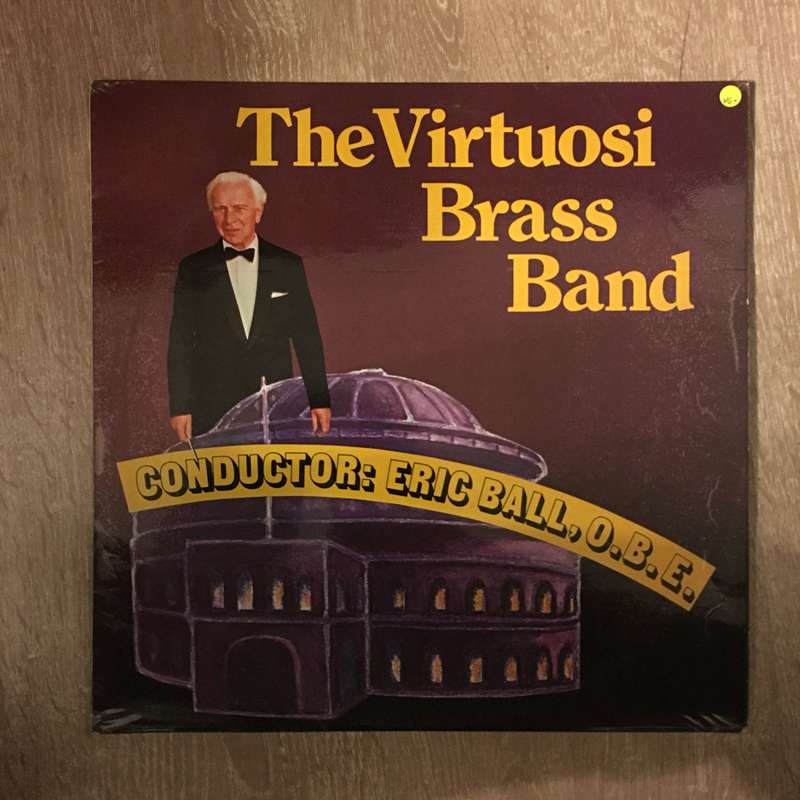 The Virtuosi
Brass
Band
CONDUCTOR: ERIC BALL, O.B.E.